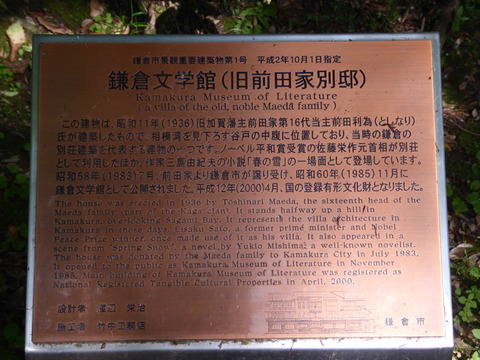 鎌倉市景観重要建築物第1号　平成2年10月1日指定
鎌倉文学館(旧前田家別邸)
Kamakura Museum of Literature
(a villa of the old, noble Maeda family)
この建物は、昭和11年(1936)旧加賀藩主前田家第16代当主前田利為(としなり)
氏が建築したもので、相模湾を見下ろす谷戸の中腹に位置しており、当時の鎌倉の
別荘建築を代表する建物の一つです。ノーベル平和賞受賞の佐藤栄作元首相が別荘
として利用したほか、作家三島由紀夫の小説「春の雪」の一場面として登場しています。
昭和58年(1983)7月、前田家より鎌倉市が譲り受け、昭和60年(1985)11月に
鎌倉文学館として公開されました。平成12年(2000)4月、国の登録有形文化財となりました。
The house was erected in 1936 by Toshinari Maeda, the sixteenth head of the
Maeda family (part of the Kaga clan). It stands halfway up a hill in
Kamakura, overlooking Sagami Bay. It represent the villa architecture in
Kamakura in these days. Eisaku Sato, a former prime minister and Nobel
Peace Prize winner, once made use of it as his villa. It also appeared in a
scene from "Spring Snow", a novel by Yukio Mishima, a well-known novelist.
The house was donated by the Maeda family to Kamakura City in July 1983.
It opened to the public as Kamakura Museum of Literature in November
1985. Main building of Kamakura Museum of Literature was registered as
National Registered Tangible Cultural Properties in April, 2000.
設計者　渡辺　栄治
施工者　竹中工務店
鎌倉市